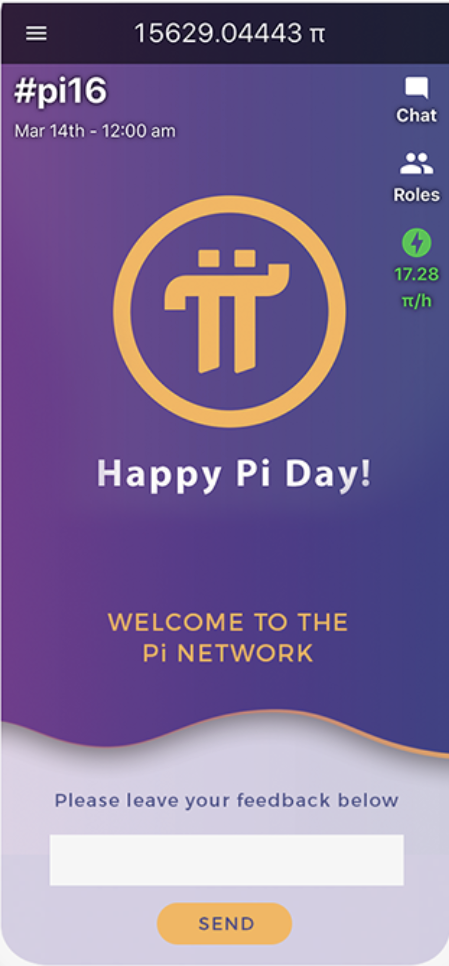 15629.04443 π
#pi16
Mar 14th - 12:00 am
Chat
Roles
17.28
π/h
Happy Pi Day!
WELCOME TO THE
Pi NETWORK
Please leave your feedback below
SEND